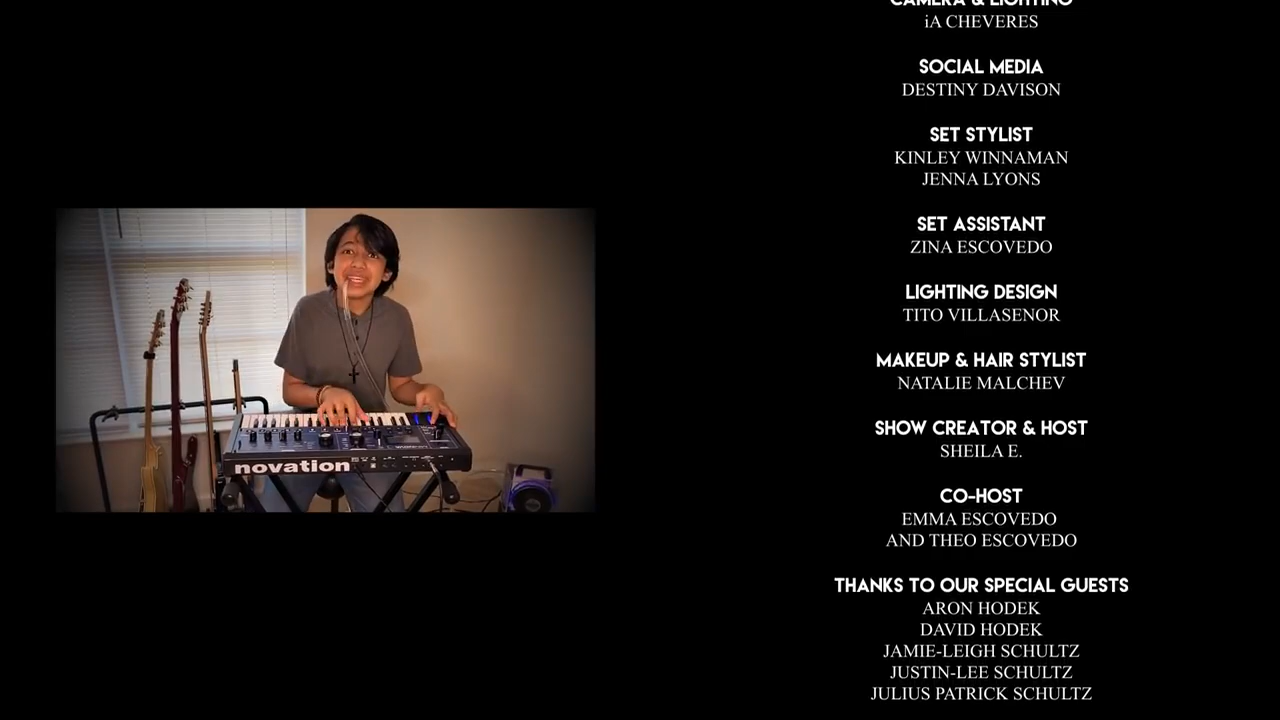 CAMERA & LIGHTING
iA CHEVERES
SOCIAL MEDIA
DESTINY DAVISON
SET STYLIST
KINLEY WINNAMAN
JENNA LYONS
SET ASSISTANT
ZINA ESCOVEDO
LIGHTING DESIGN
TITO VILLASENOR
MAKEUP & HAIR STYLIST
NATALIE MALCHEV
SHOW CREATOR & HOST
SHEILA E.
CO-HOST
EMMA ESCOVEDO
AND THEO ESCOVEDO
THANKS TO OUR SPECIAL GUESTS
ARON HODEK
DAVID HODEK
JAMIE-LEIGH SCHULTZ
JUSTIN-LEE SCHULTZ
JULIUS PATRICK SCHULTZ
novation